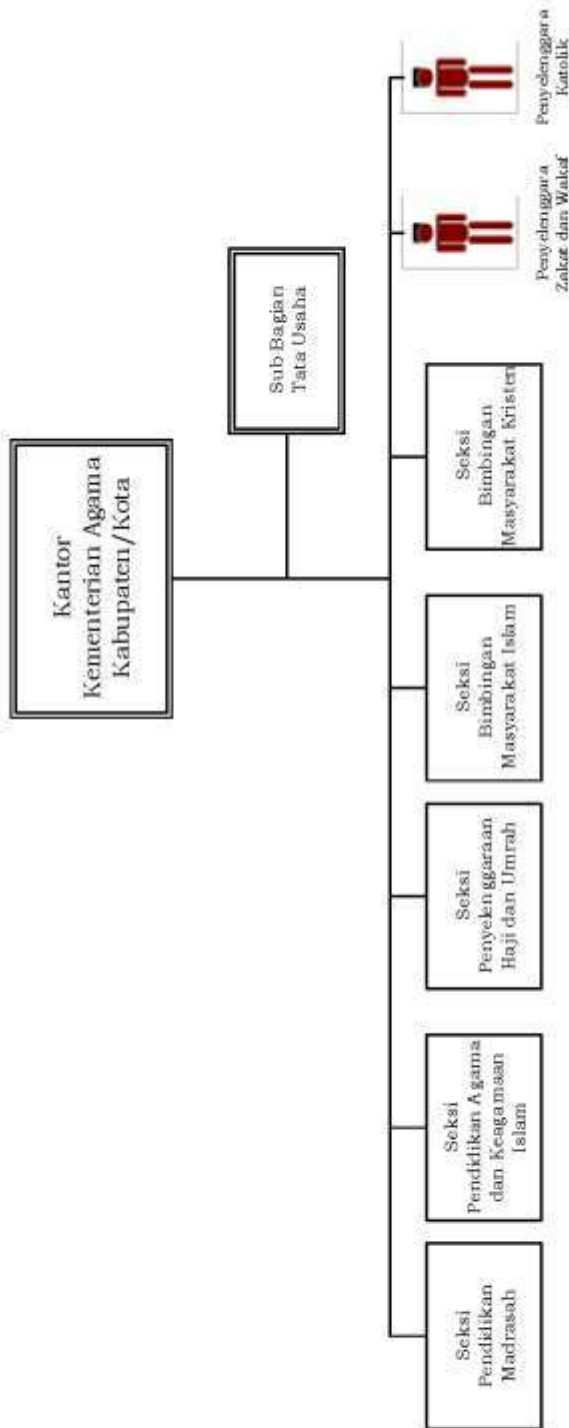 Kantor
Kementerian Agama
Kabupaten/Kota
Sub Bagian
Tata Usaha
Seksi
Pendidikan
Madrasah
Seksi
Pendidikan Agama
dan Keagamaan
Islam
Seksi
Penyelenggaraan
Haji dan Umrah
Seksi
Bimbingan
Masyarakat Islam
Seksi
Bimbingan
Masyarakat Kristen
Penyelenggara
Zakat dan Wakaf
Penyelenggara
Katolik